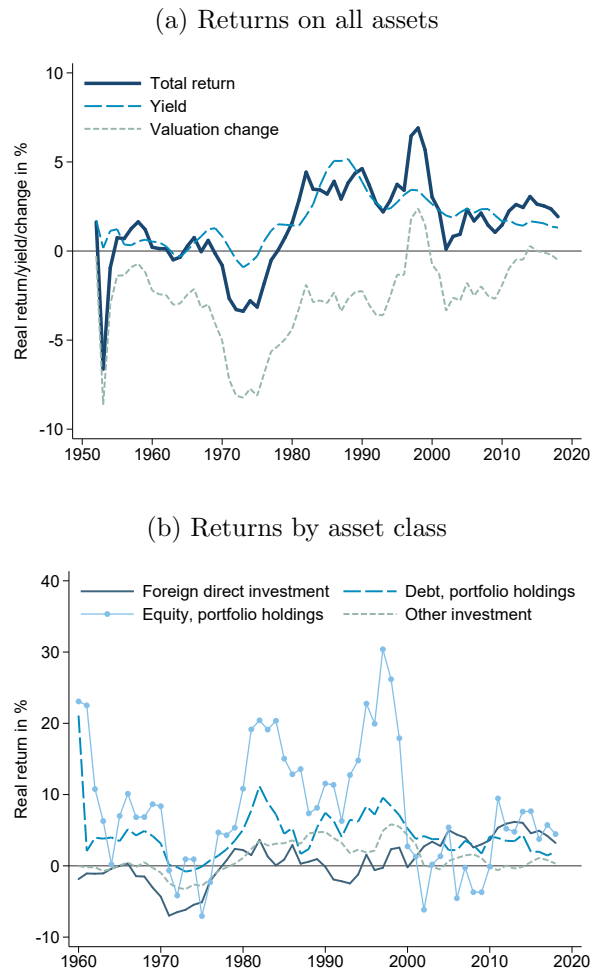 (a) Returns on all assets
Real return/yield/change in %
10
5
0
-5
-10
Total return
Yield
Valuation change
1950 1960 1970 1980 1990 2000 2010 2020
(b) Returns by asset class
Real return in %
40
30
20
10
0
-10
Foreign direct investment Debt, portfolio holdings
Equity, portfolio holdings Other investment
1960 1970 1980 1990 2000 2010 2020